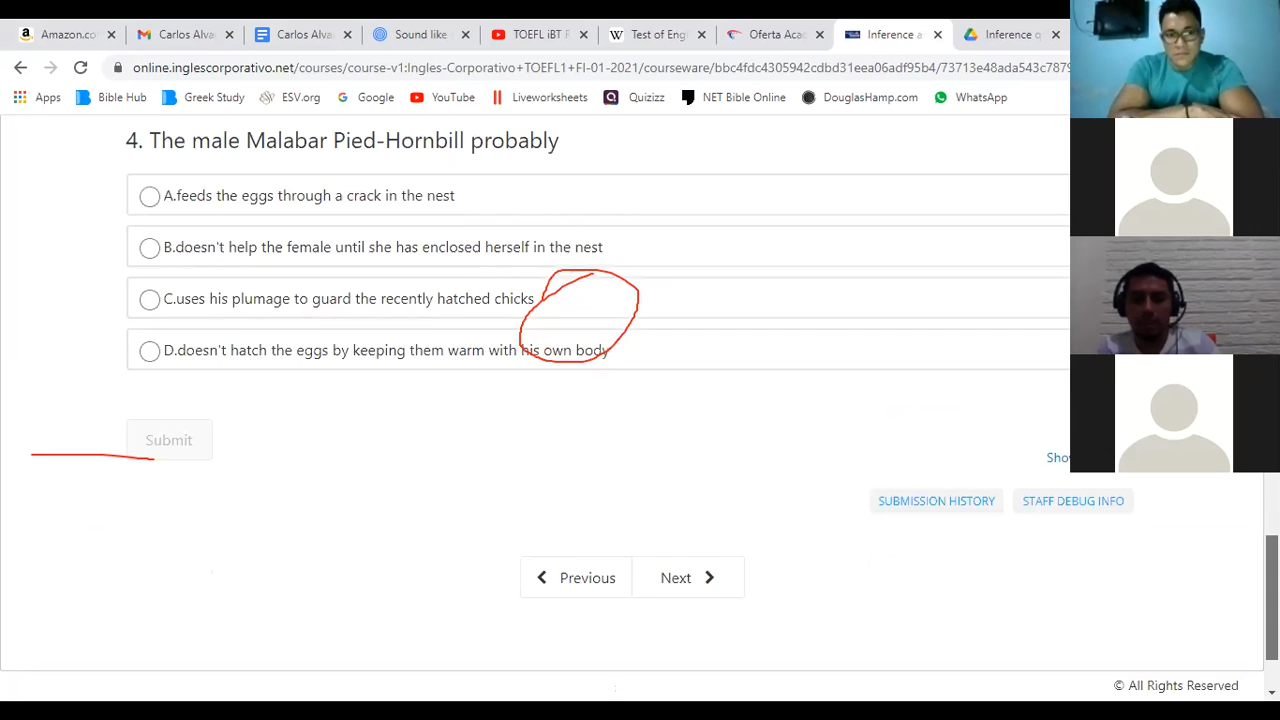 Amazon.co
Carlos Alva
Carlos Alva
Sound like
TOEFL iBT R
Test of Eng
Oferta Aca
Inference a
Inference q
online.inglescorporativo.net/courses/course-v1:Ingles-Corporativo+TOEFL1+FI-01-2021/courseware/bbc4fdc4305942cdbd31eea06adf95b4/73713e48ada543c7879
Apps
Bible Hub
Greek Study
ESV.org
Google
YouTube
Liveworksheets
Quizizz
NET Bible Online
DouglasHamp.com
WhatsApp
4. The male Malabar Pied-Hornbill probably
A.feeds the eggs through a crack in the nest
B.doesn't help the female until she has enclosed herself in the nest
C.uses his plumage to guard the recently hatched chicks
D.doesn't hatch the eggs by keeping them warm with his own body
Submit
Sho
SUBMISSION HISTORY
STAFF DEBUG INFO
Previous
Next
© All Rights Reserved